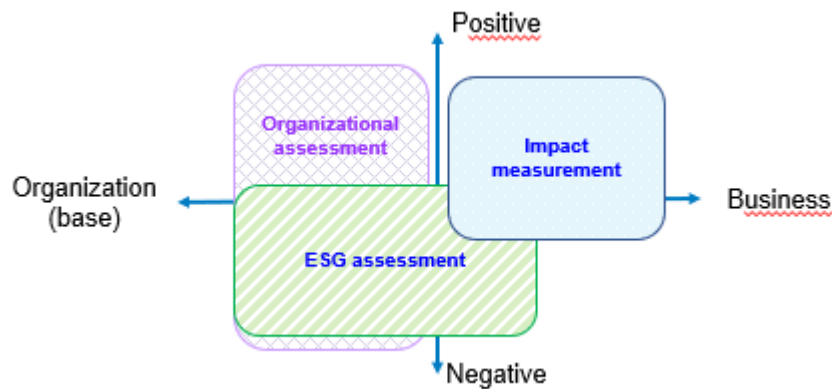 Positive
Organizational
assessment
Impact
measurement
Organization
(base)
Business
ESG assessment
Negative